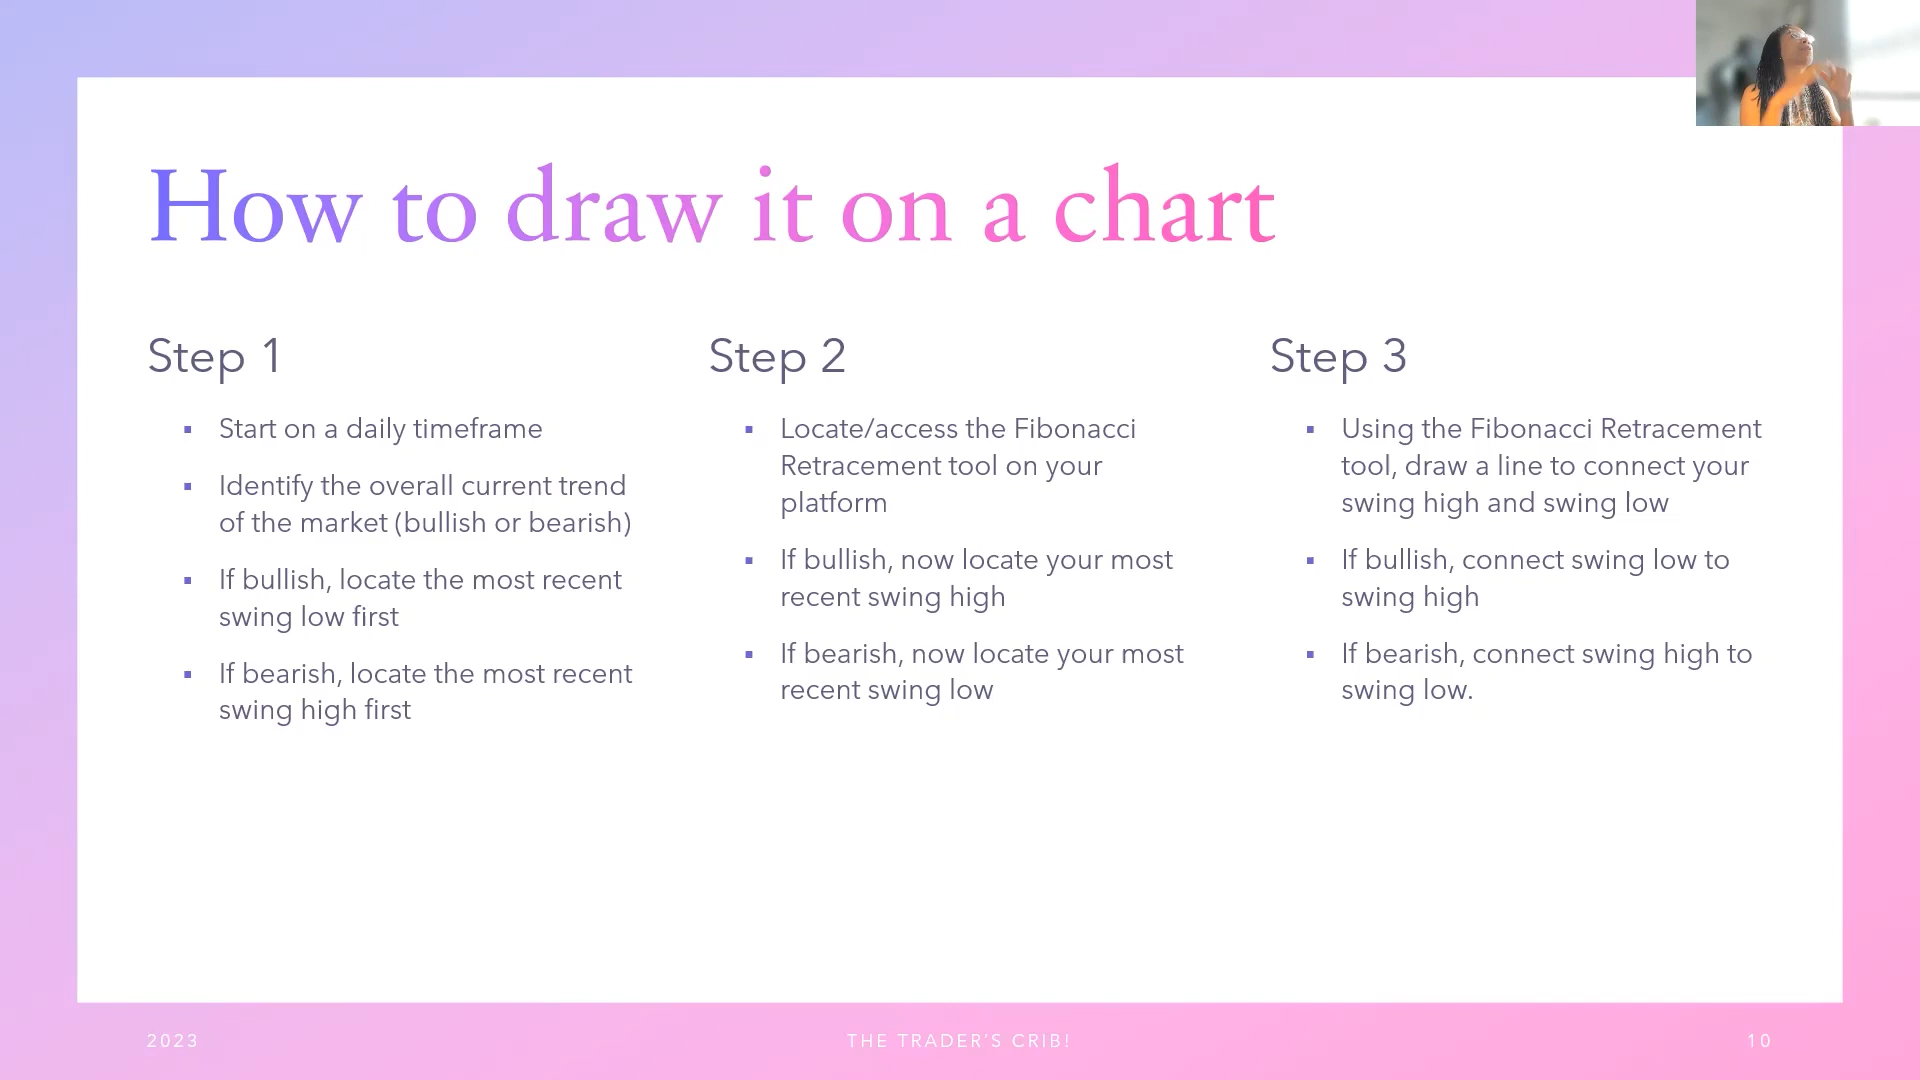 How to draw it on a chart
Step 1
▪ Start on a daily timeframe
▪ Identify the overall current trend
of the market (bullish or bearish)
▪ If bullish, locate the most recent
swing low first
▪ If bearish, locate the most recent
swing high first
Step 2
▪ Locate/access the Fibonacci
Retracement tool on your
platform
▪ If bullish, now locate your most
recent swing high
▪ If bearish, now locate your most
recent swing low
Step 3
▪ Using the Fibonacci Retracement
tool, draw a line to connect your
swing high and swing low
▪ If bullish, connect swing low to
swing high
▪ If bearish, connect swing high to
swing low.
2023
THE TRADER’S CRIB!
10